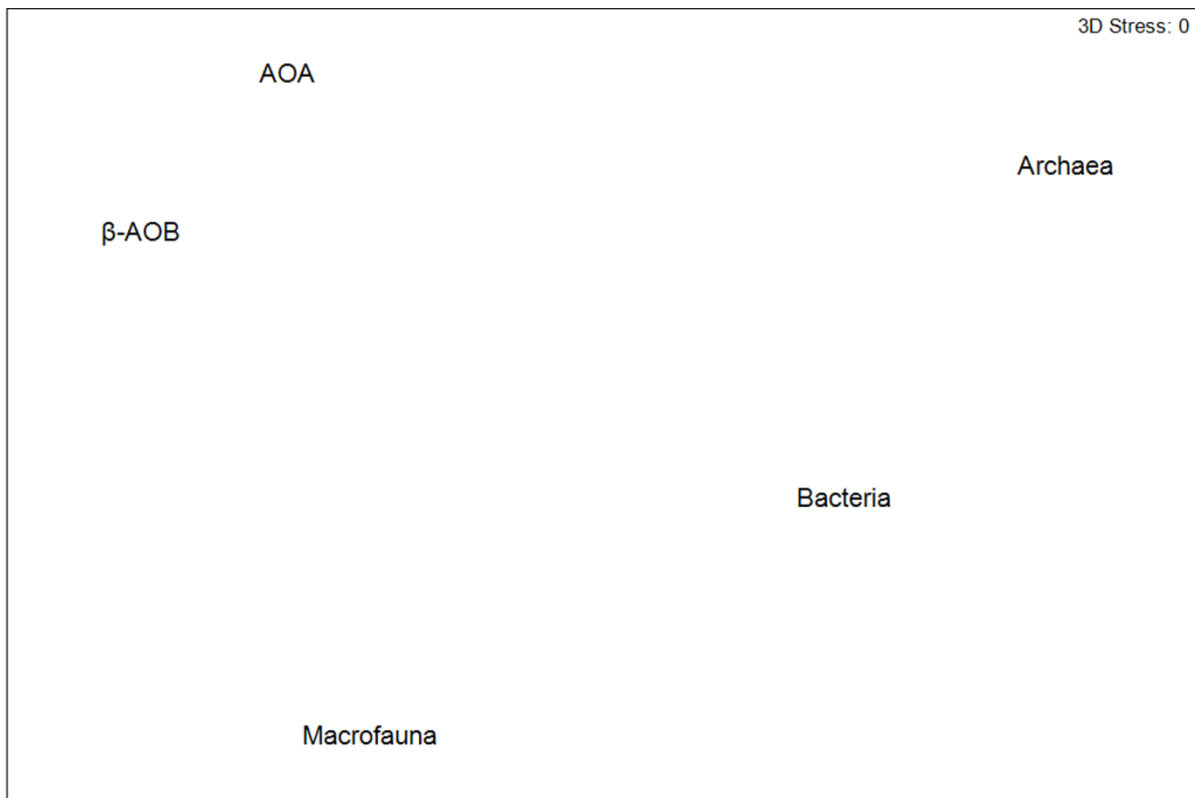 3D Stress: 0
AOA
Archaea
β-AOB
Bacteria
Macrofauna